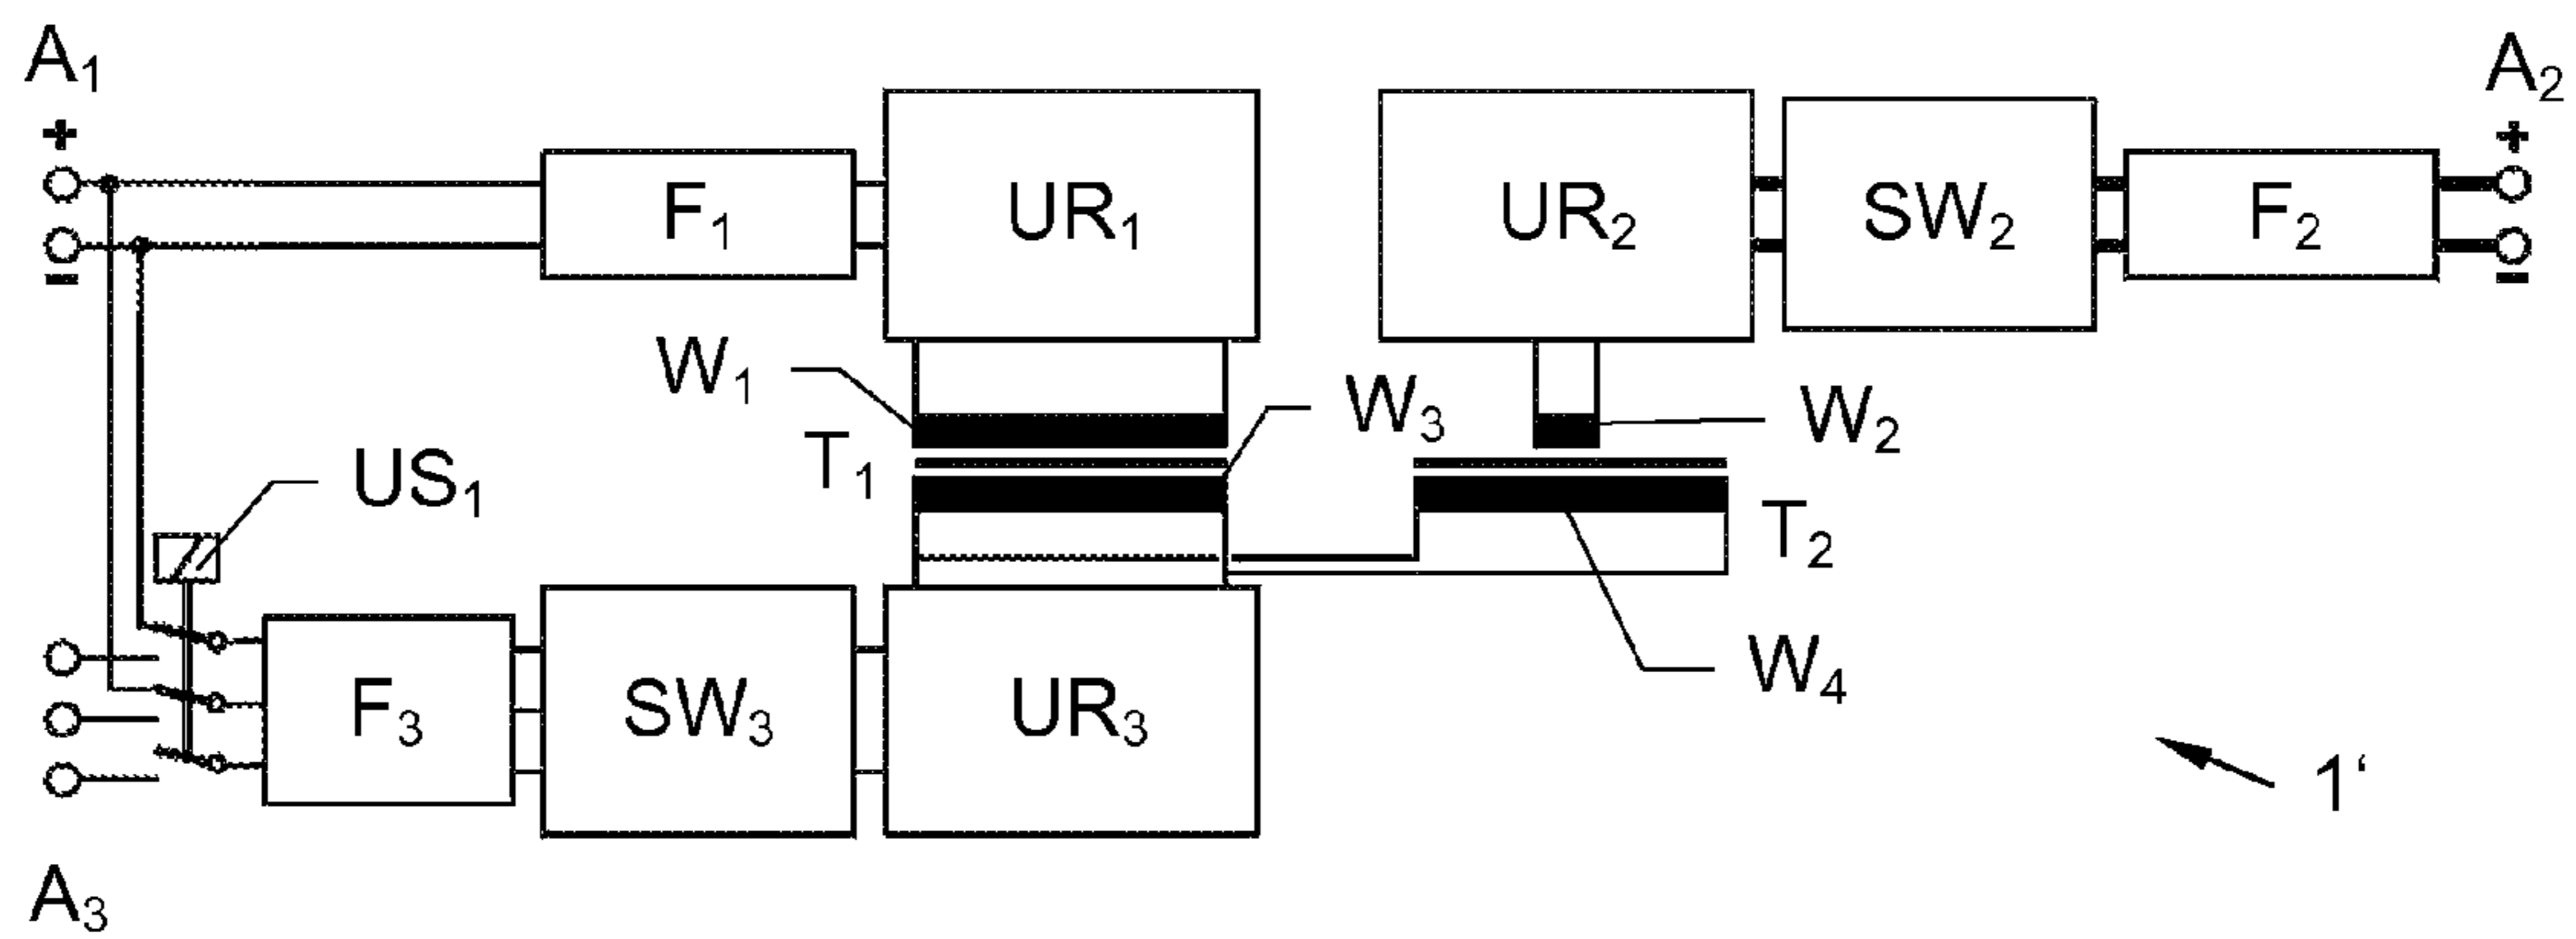 A₁ A₂
+ +
F₁ UR₁ UR₂ SW₂ F₂
- -
W₁ W₃ W₂
T₁
US₁ T₂
W₄
F₃ SW₃ UR₃
1‘
A₃